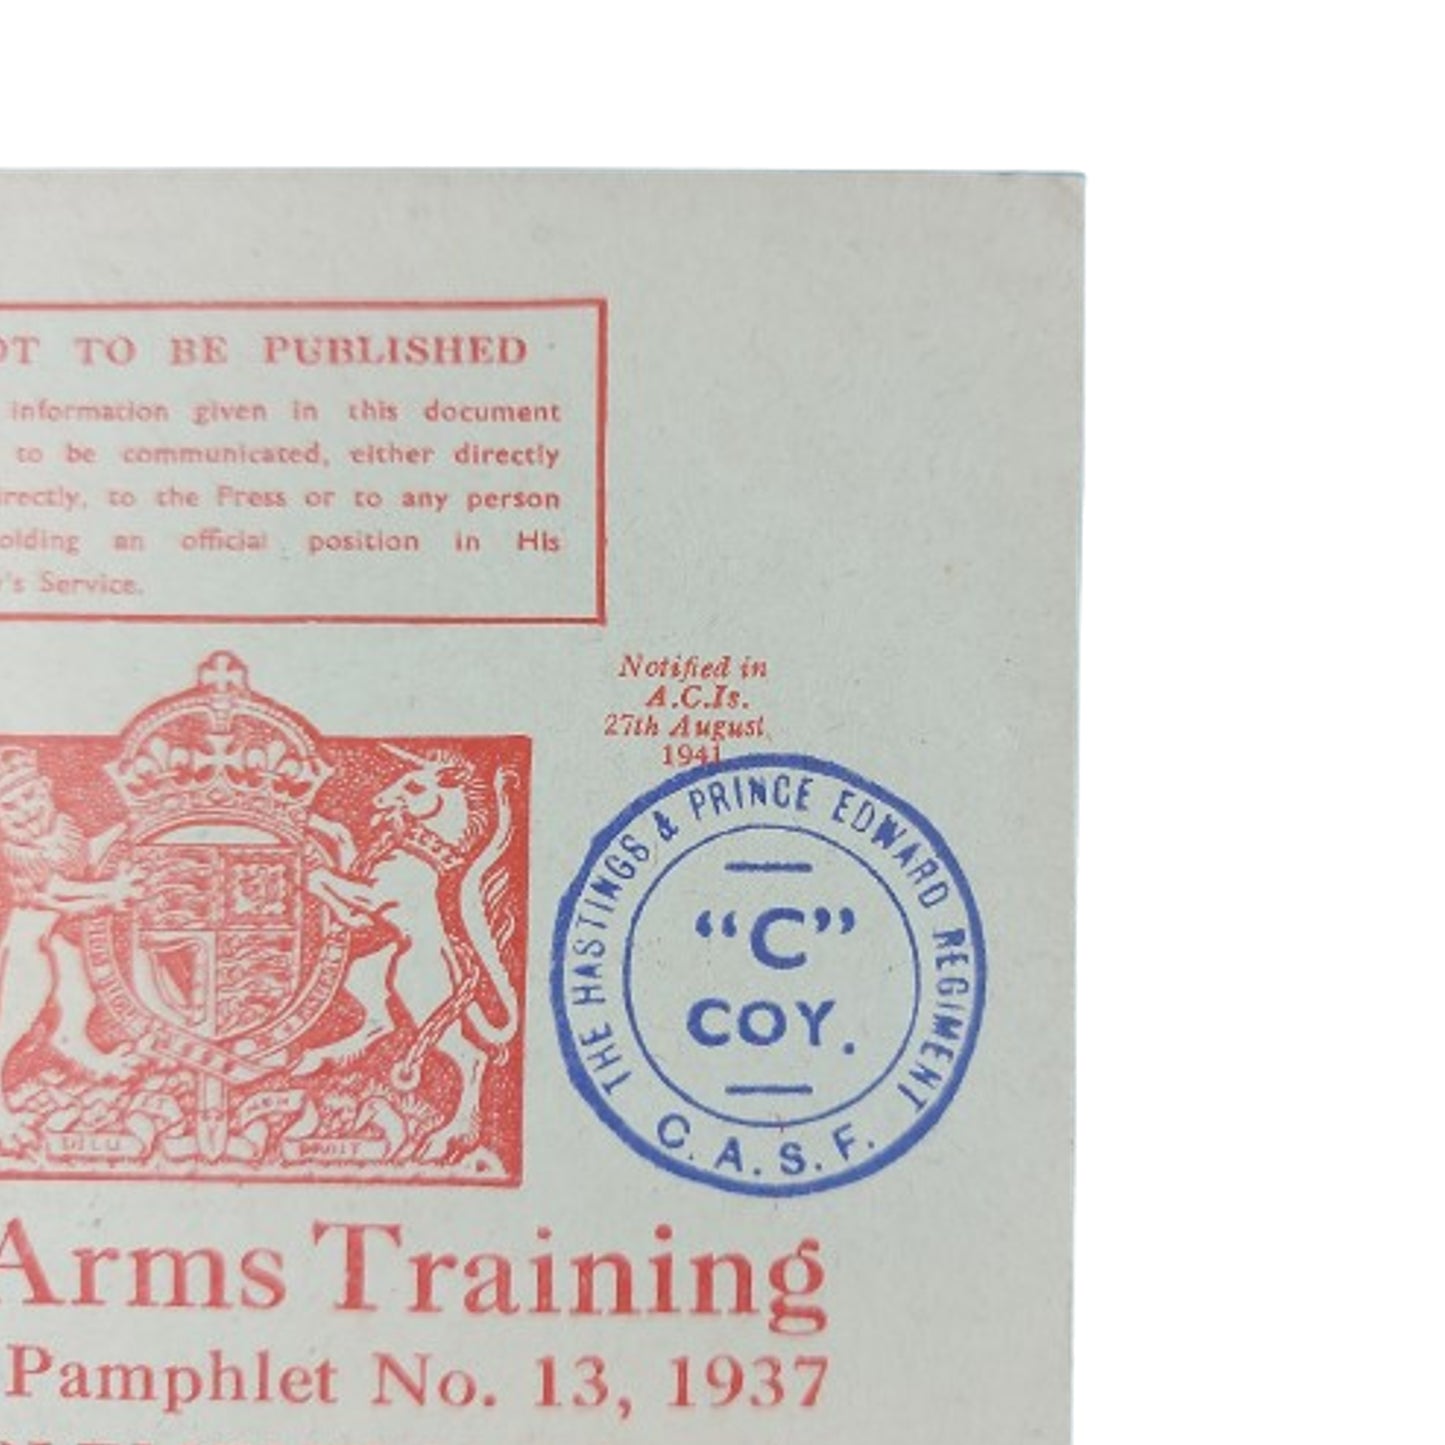 OT TO BE PUBLISHED
information given in this document
to be communicated, either directly
irectly, to the Press or to any person
olding an official position in His
's Service.
Notified in
A.C.Is.
27th August
1941
THE HASTINGS & PRINCE EDWARD REGIMENT
"C"
COY.
C. A. S. F.
DIEU
DROIT
Arms Training
Pamphlet No. 13, 1937